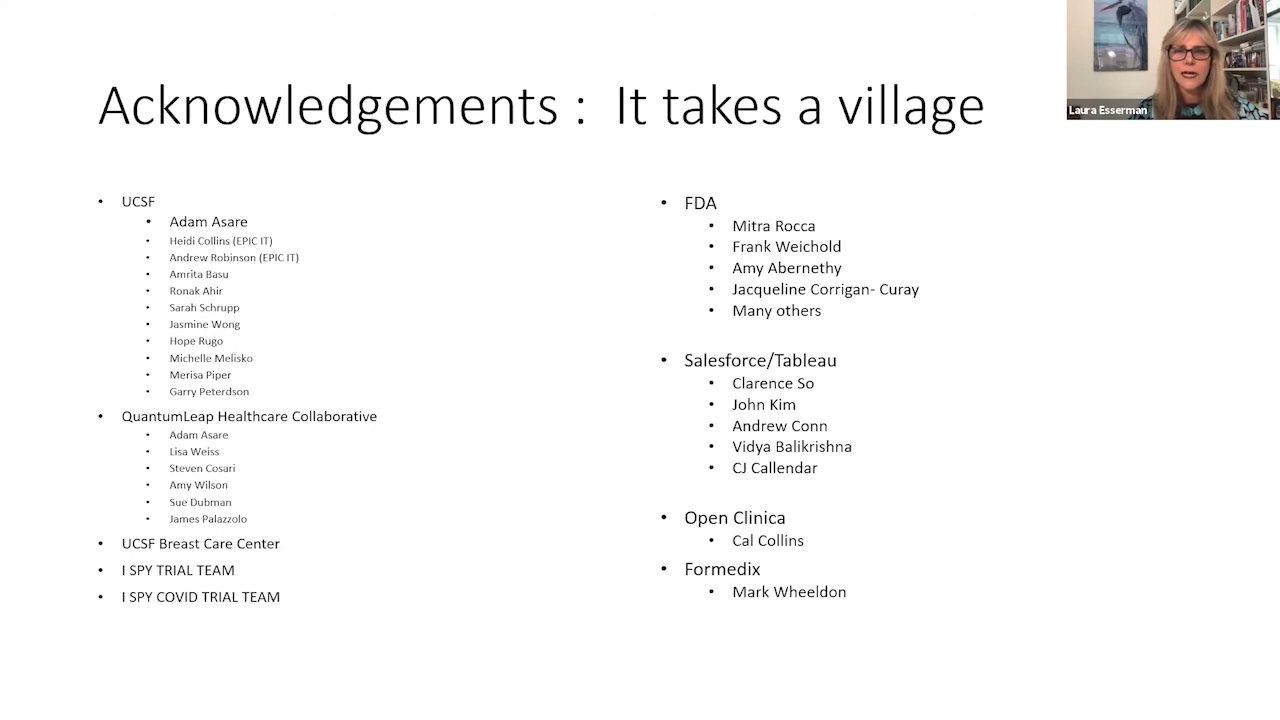 Acknowledgements :  It takes a village
Laura Esserman
• UCSF
• Adam Asare
• Heidi Collins (EPIC IT)
• Andrew Robinson (EPIC IT)
• Amrita Basu
• Ronak Ahir
• Sarah Schrupp
• Jasmine Wong
• Hope Rugo
• Michelle Melisko
• Merisa Piper
• Garry Peterdson
• QuantumLeap Healthcare Collaborative
• Adam Asare
• Lisa Weiss
• Steven Cosari
• Amy Wilson
• Sue Dubman
• James Palazzolo
• UCSF Breast Care Center
• I SPY TRIAL TEAM
• I SPY COVID TRIAL TEAM
• FDA
• Mitra Rocca
• Frank Weichold
• Amy Abernethy
• Jacqueline Corrigan- Curay
• Many others
• Salesforce/Tableau
• Clarence So
• John Kim
• Andrew Conn
• Vidya Balikrishna
• CJ Callendar
• Open Clinica
• Cal Collins
• Formedix
• Mark Wheeldon